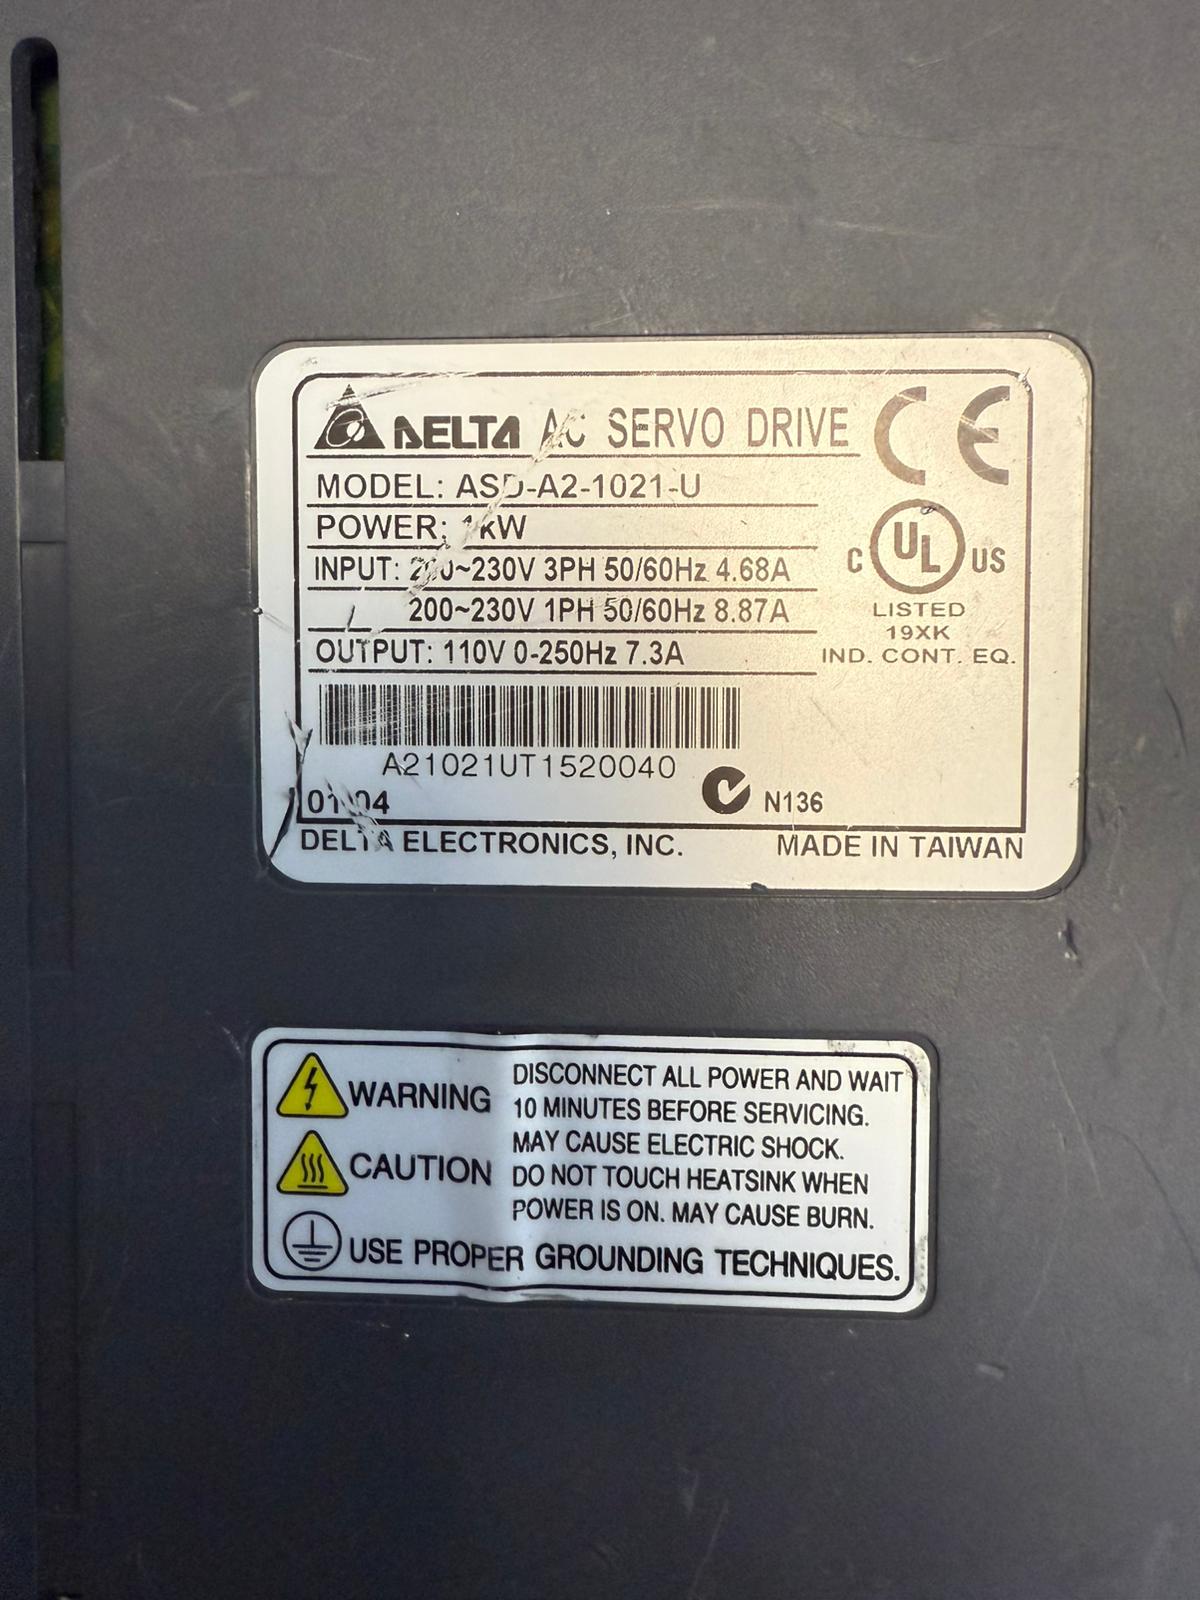 DELTA AC SERVO DRIVE CE
MODEL: ASD-A2-1021-U
POWER: 1kW
INPUT: 200~230V 3PH 50/60Hz 4.68A
200~230V 1PH 50/60Hz 8.87A
OUTPUT: 110V 0-250Hz 7.3A
C UL US
LISTED
19XK
IND. CONT. EQ.
A21021UT1520040
N136
DELTA ELECTRONICS, INC. MADE IN TAIWAN
WARNING
DISCONNECT ALL POWER AND WAIT
10 MINUTES BEFORE SERVICING.
MAY CAUSE ELECTRIC SHOCK.
CAUTION
DO NOT TOUCH HEATSINK WHEN
POWER IS ON. MAY CAUSE BURN.
USE PROPER GROUNDING TECHNIQUES.